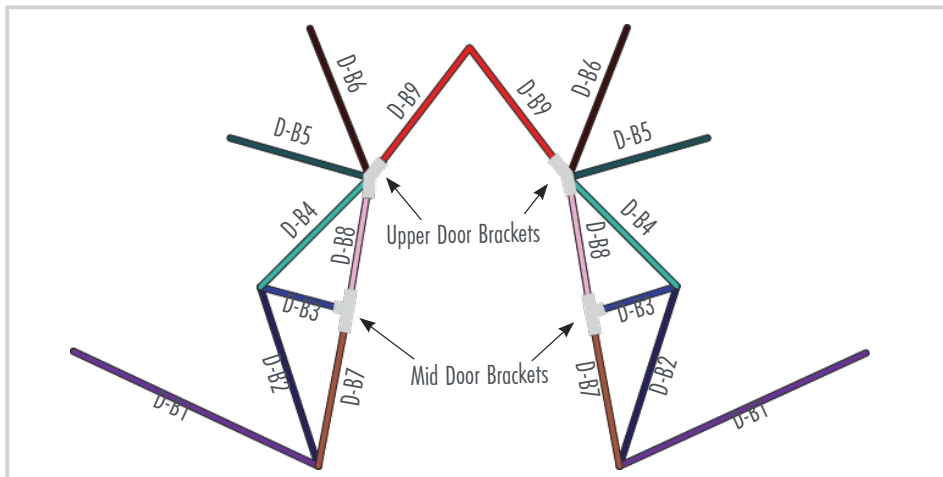 D-B6
D-B9
D-B9
D-B6
D-B5
D-B5
D-B4
Upper Door Brackets
D-B4
D-B8
D-B8
D-B3
D-B3
D-B2
D-B7
Mid Door Brackets
D-B7
D-B2
D-B1
D-B1